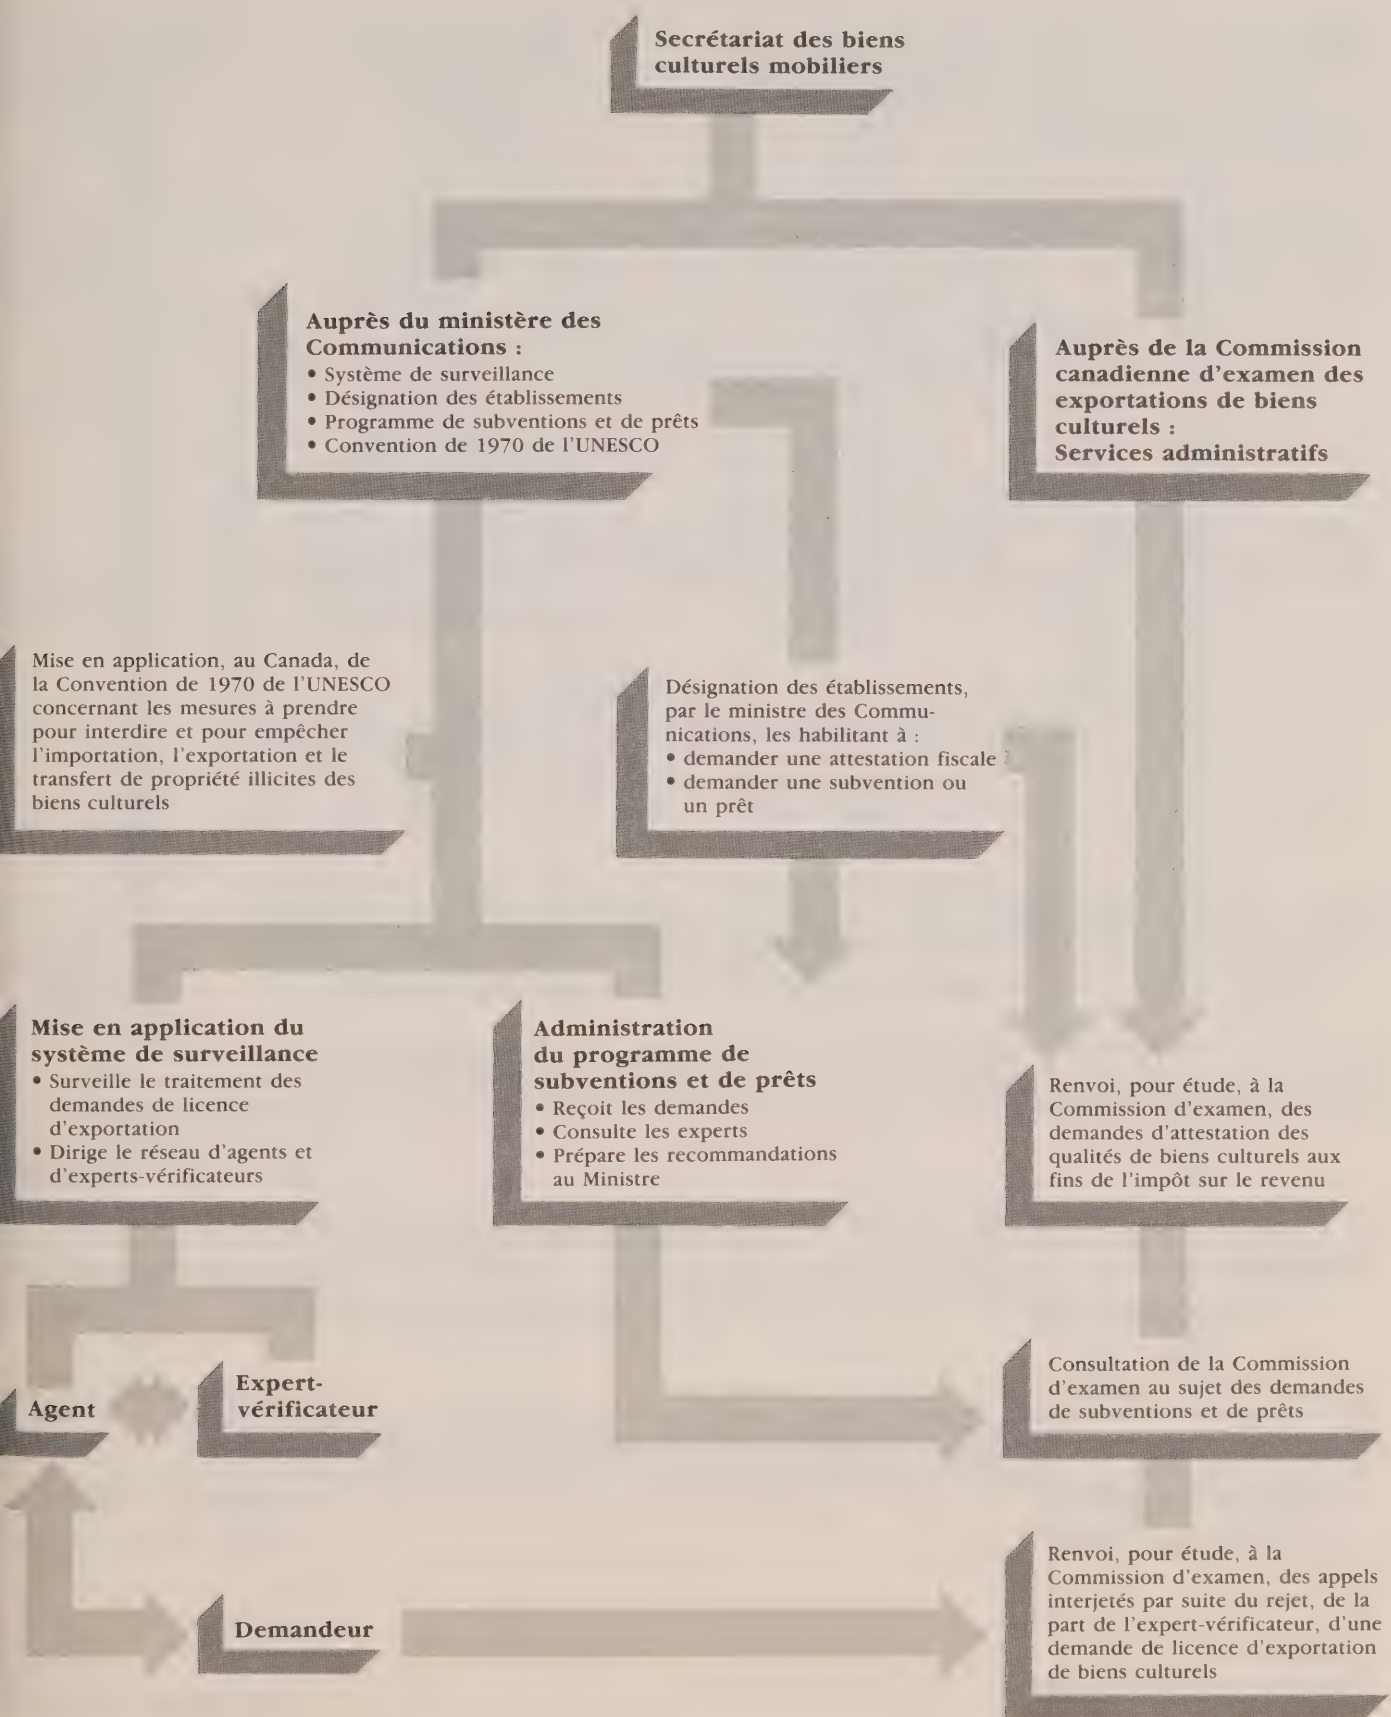 Secrétariat des biens
culturels mobiliers
Auprès du ministère des
Communications :
• Système de surveillance
• Désignation des établissements
• Programme de subventions et de prêts
• Convention de 1970 de l'UNESCO
Auprès de la Commission
canadienne d'examen des
exportations de biens
culturels :
Services administratifs
Mise en application, au Canada, de
la Convention de 1970 de l'UNESCO
concernant les mesures à prendre
pour interdire et pour empêcher
l'importation, l'exportation et le
transfert de propriété illicites des
biens culturels
Désignation des établissements,
par le ministre des Commu-
nications, les habilitant à :
• demander une attestation fiscale
• demander une subvention ou
un prêt
Mise en application du
système de surveillance
• Surveille le traitement des
demandes de licence
d'exportation
• Dirige le réseau d'agents et
d'experts-vérificateurs
Administration
du programme de
subventions et de prêts
• Reçoit les demandes
• Consulte les experts
• Prépare les recommandations
au Ministre
Renvoi, pour étude, à la
Commission d'examen, des
demandes d'attestation des
qualités de biens culturels aux
fins de l'impôt sur le revenu
Agent
Expert-
vérificateur
Consultation de la Commission
d'examen au sujet des demandes
de subventions et de prêts
Demandeur
Renvoi, pour étude, à la
Commission d'examen, des appels
interjetés par suite du rejet, de la
part de l'expert-vérificateur, d'une
demande de licence d'exportation
de biens culturels